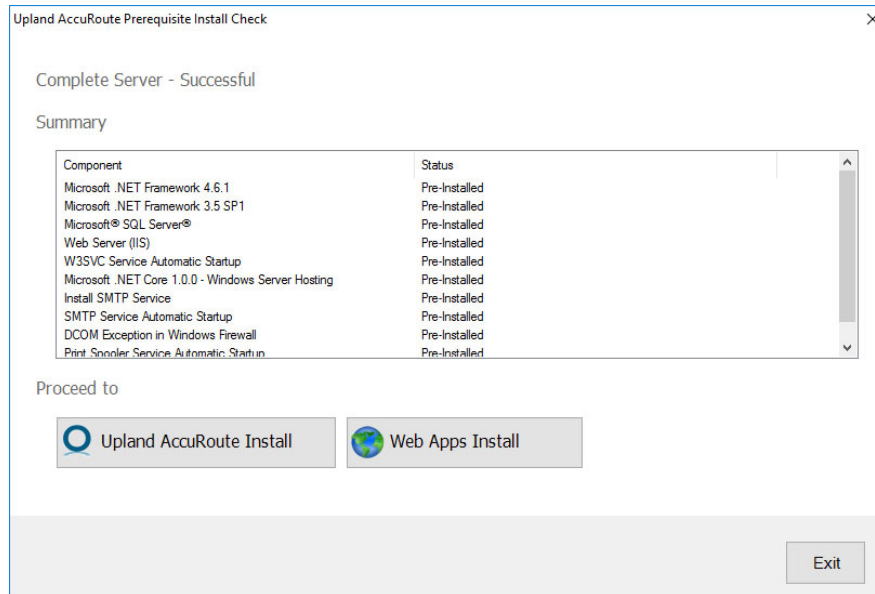 Upland AccuRoute Prerequisite Install Check
Complete Server - Successful
Summary
Component Status
Microsoft .NET Framework 4.6.1 Pre-Installed
Microsoft .NET Framework 3.5 SP1 Pre-Installed
Microsoft® SQL Server® Pre-Installed
Web Server (IIS) Pre-Installed
W3SVC Service Automatic Startup Pre-Installed
Microsoft .NET Core 1.0.0 - Windows Server Hosting Pre-Installed
Install SMTP Service Pre-Installed
SMTP Service Automatic Startup Pre-Installed
DCOM Exception in Windows Firewall Pre-Installed
Print Spooler Service Automatic Startup Pre-Installed
Proceed to
Upland AccuRoute Install Web Apps Install
Exit